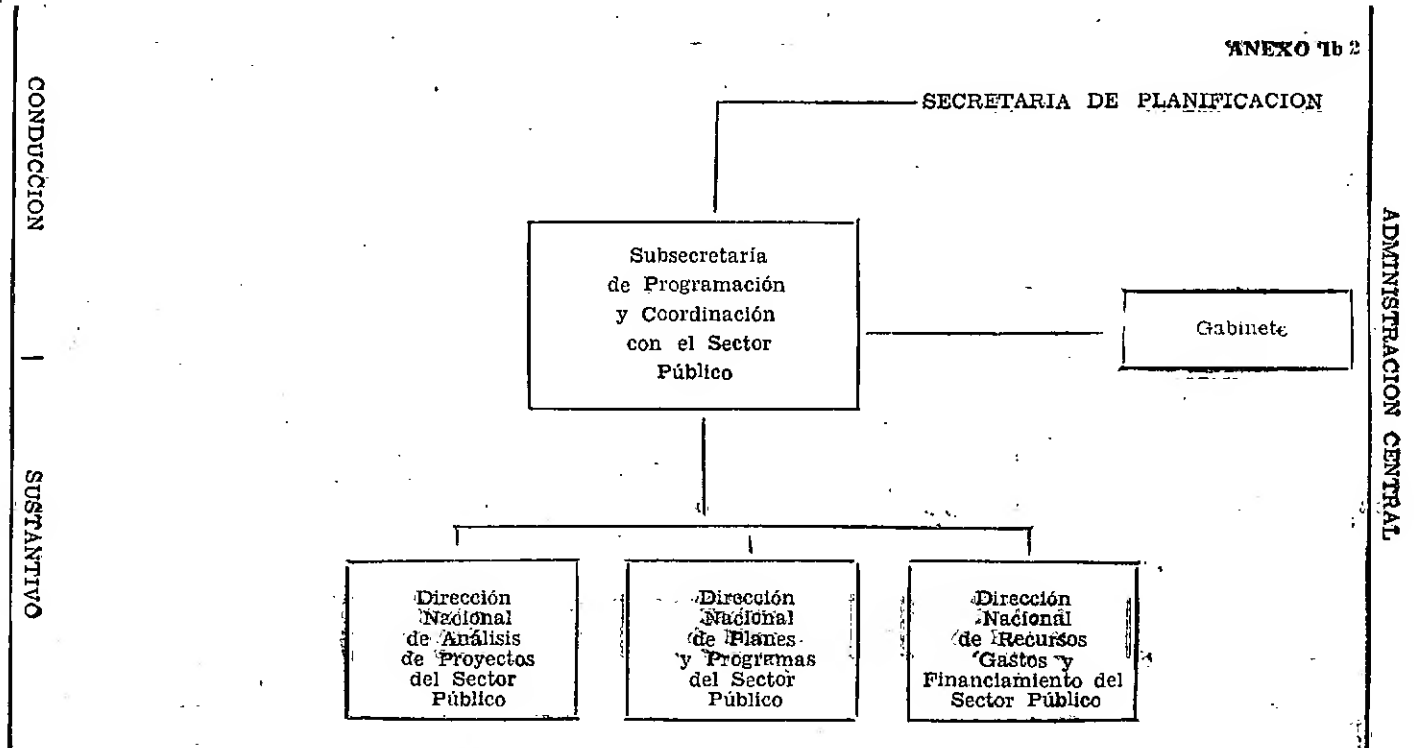 ANEXO 1b 2
SECRETARIA DE PLANIFICACION
CONDUCCION
SUSTANTIVO
ADMINISTRACION CENTRAL
Subsecretaría
de Programación
y Coordinación
con el Sector
Público
Gabinete
Dirección
Nacional
de Análisis
de Proyectos
del Sector
Público
Dirección
Nacional
de Planes
y Programas
del Sector
Público
Dirección
Nacional
de Recursos
Gastos y
Financiamiento del
Sector Público